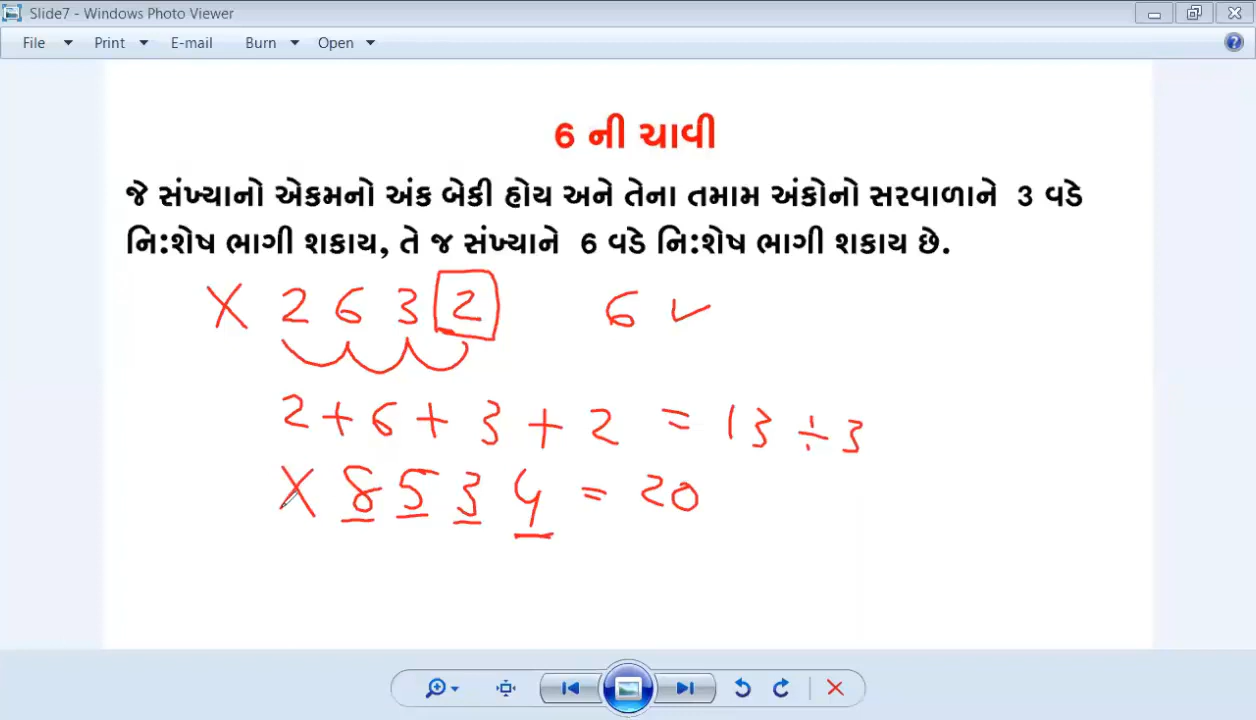 Slide7 - Windows Photo Viewer
File Print E-mail Burn Open
6 ની ચાવી
જે સંખ્યાનો એકમનો અંક બેકી હોય અને તેના તમામ અંકોનો સરવાળાને 3 વડે
નિ:શેષ ભાગી શકાય, તે જ સંખ્યાને 6 વડે નિ:શેષ ભાગી શકાય છે.
X 2 6 3 2 6 ✓
2 + 6 + 3 + 2 = 13 ÷ 3
X 8 5 3 4 = 20